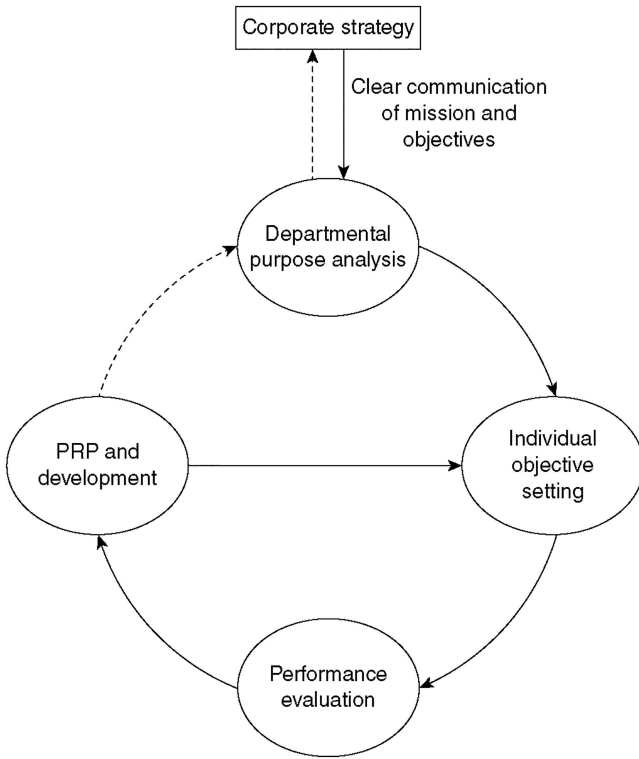 Corporate strategy
Clear communication
of mission and
objectives
Departmental
purpose analysis
PRP and
development
Individual
objective
setting
Performance
evaluation